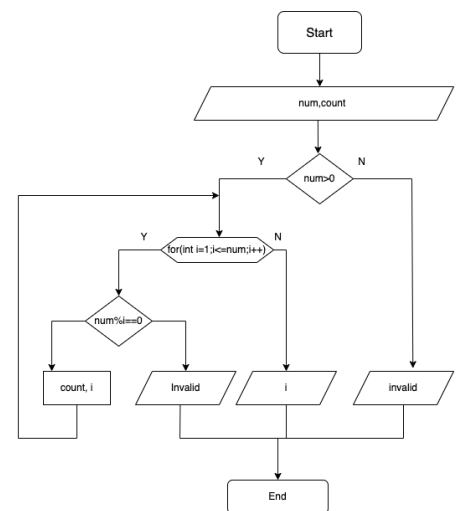 Start
num,count
Y
N
num>0
Y
N
for(int i=1;i<=num;i++)
num%i==0
count, i
Invalid
i
invalid
End